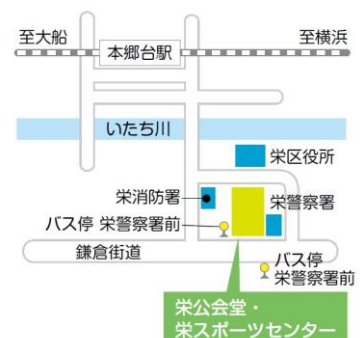 至大船
至横浜
本郷台駅
いたち川
栄区役所
栄消防署
栄警察署
バス停 栄警察署前
鎌倉街道
バス停
栄警察署前
栄公会堂・
栄スポーツセンター